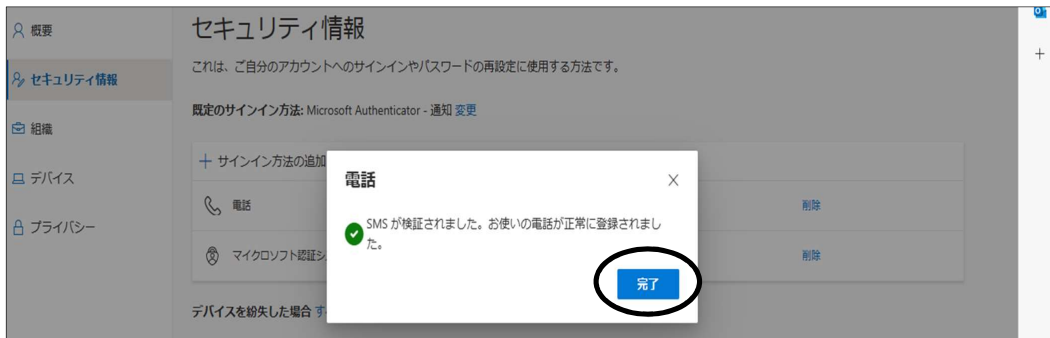 概要
セキュリティ情報
組織
デバイス
プライバシー
セキュリティ情報
これは、ご自分のアカウントへのサインインやパスワードの再設定に使用する方法です。
既定のサインイン方法: Microsoft Authenticator - 通知 変更
+ サインイン方法の追加
電話
削除
マイクロソフト認証シ
削除
デバイスを紛失した場合
電話
SMS が検証されました。お使いの電話が正常に登録されまし
た。
完了